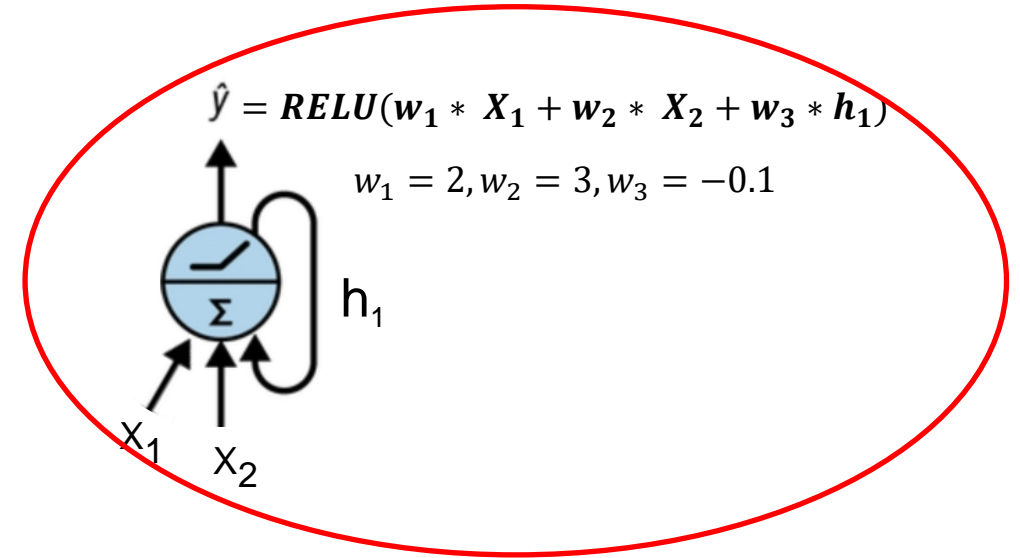 ŷ = RELU(w₁ * X₁ + w₂ * X₂ + w₃ * h₁)
w₁ = 2, w₂ = 3, w₃ = −0.1
Σ
h₁
X₁
X₂